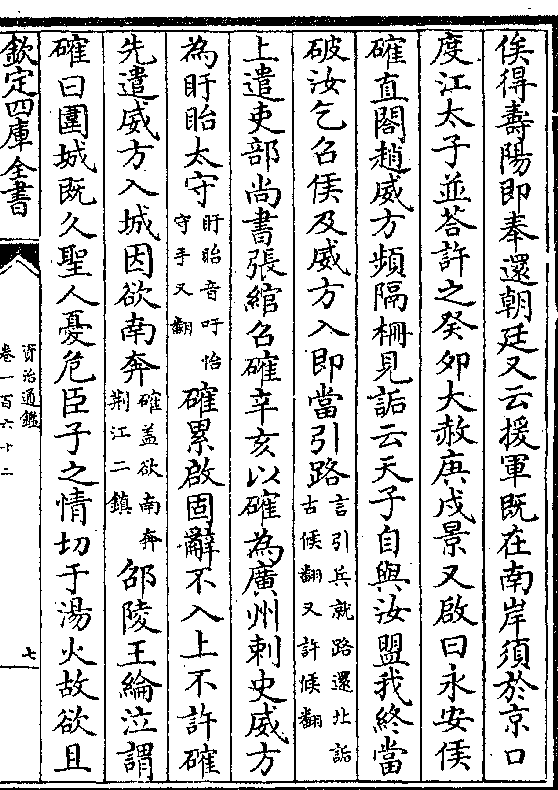 俟得壽陽即奉還朝廷又云援軍既在南岸須於京口
度江太子並答許之癸夘大赦庚戌景又啟曰永安侯
確直閤趙威方頻隔柵見詬云天子自與汝盟我終當
破汝乞召侯及威方入即當引路言引兵就路還北詬古候翻又許候翻
上遣吏部尚書張綰召確辛亥以確為廣州刺史威方
為盱眙太守盱眙音吁怡守手又翻確累啟固辭不入上不許確
先遣威方入城因欲南奔確盖欲南奔荆江二鎮邵陵王綸泣謂
確曰圍城既久聖人憂危臣子之情切于湯火故欲且
欽定四庫全書
資治通鑑
卷一百六十二
七